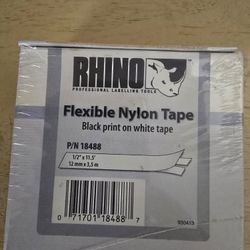 RHINO
PROFESSIONAL LABELLING TOOLS
Flexible Nylon Tape
Black print on white tape
P/N 18488
1/2" x 11.5'
12 mm x 3,5 m
0 71701 18488 7
930413